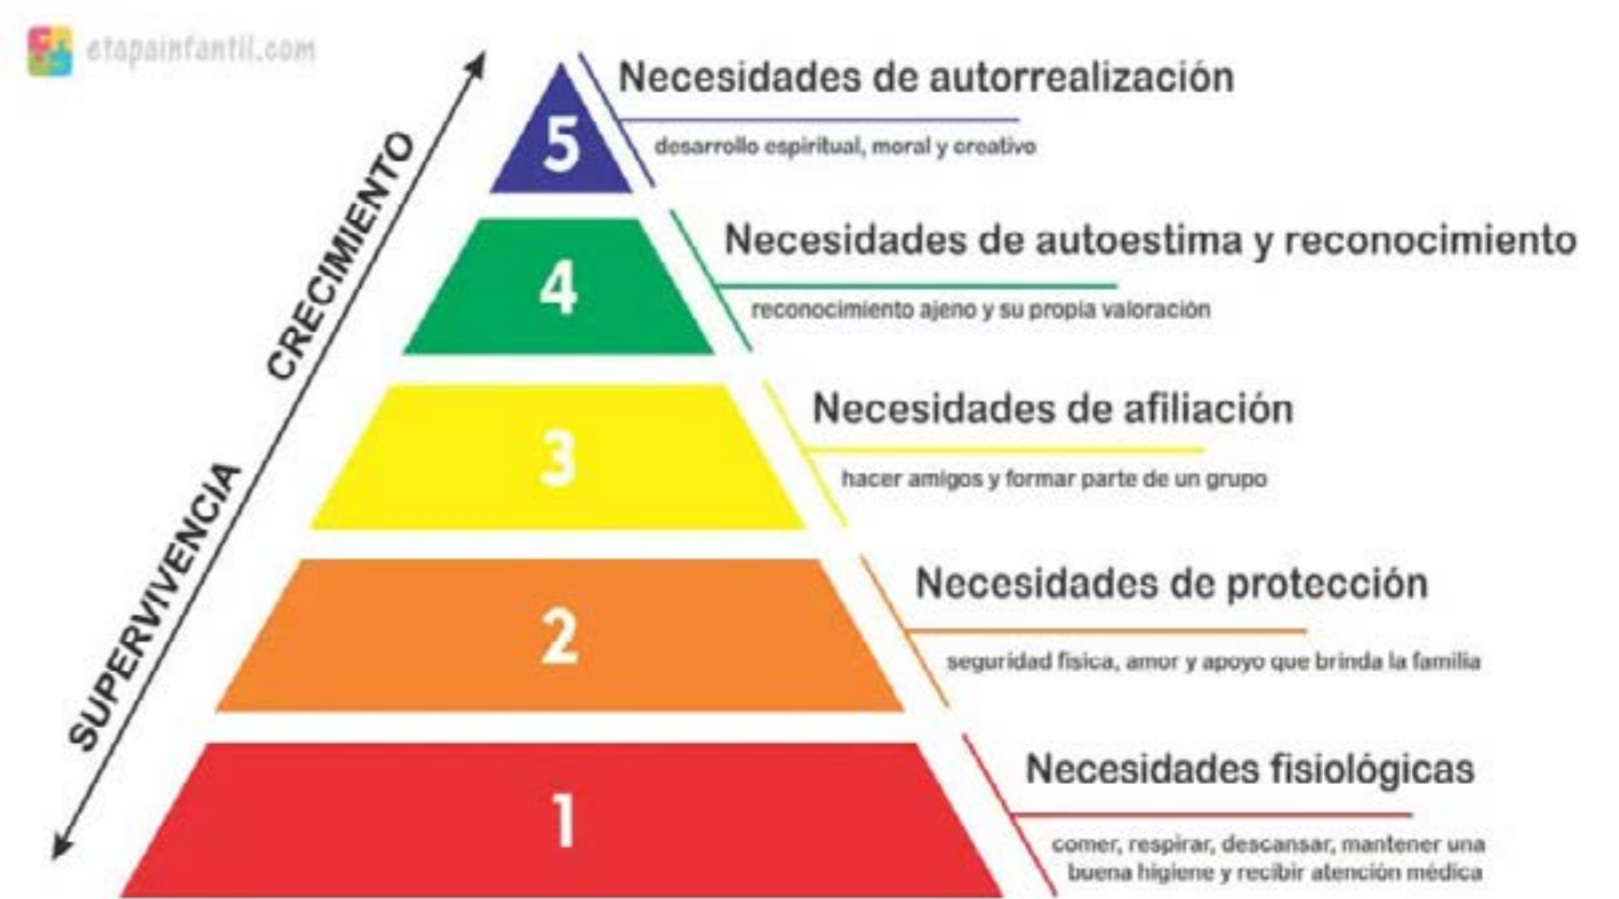 etapainfantil.com
CRECIMIENTO
SUPERVIVENCIA
5
Necesidades de autorrealización
desarrollo espiritual, moral y creativo
4
Necesidades de autoestima y reconocimiento
reconocimiento ajeno y su propia valoración
3
Necesidades de afiliación
hacer amigos y formar parte de un grupo
2
Necesidades de protección
seguridad física, amor y apoyo que brinda la familia
1
Necesidades fisiológicas
comer, respirar, descansar, mantener una
buena higiene y recibir atención médica